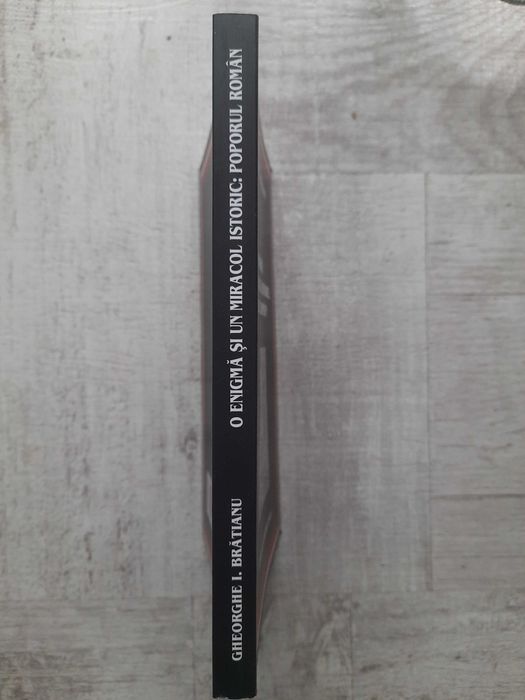 GHEORGHE I. BRĂTIANU
O ENIGMĂ ȘI UN MIRACOL ISTORIC: POPORUL ROMÂN